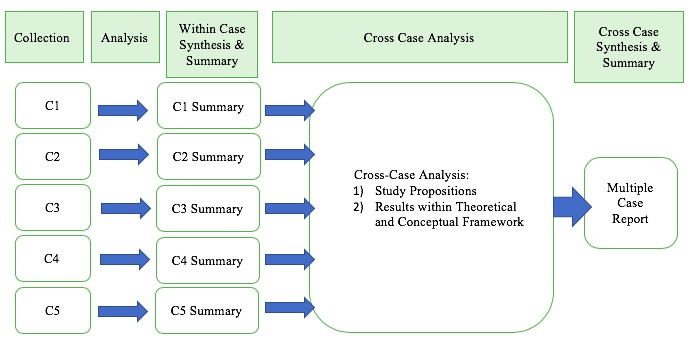 Collection
Analysis
Within Case
Synthesis &
Summary
Cross Case Analysis
Cross Case
Synthesis &
Summary
C1
C1 Summary
C2
C2 Summary
C3
C3 Summary
C4
C4 Summary
C5
C5 Summary
Cross-Case Analysis:
1) Study Propositions
2) Results within Theoretical
and Conceptual Framework
Multiple
Case
Report